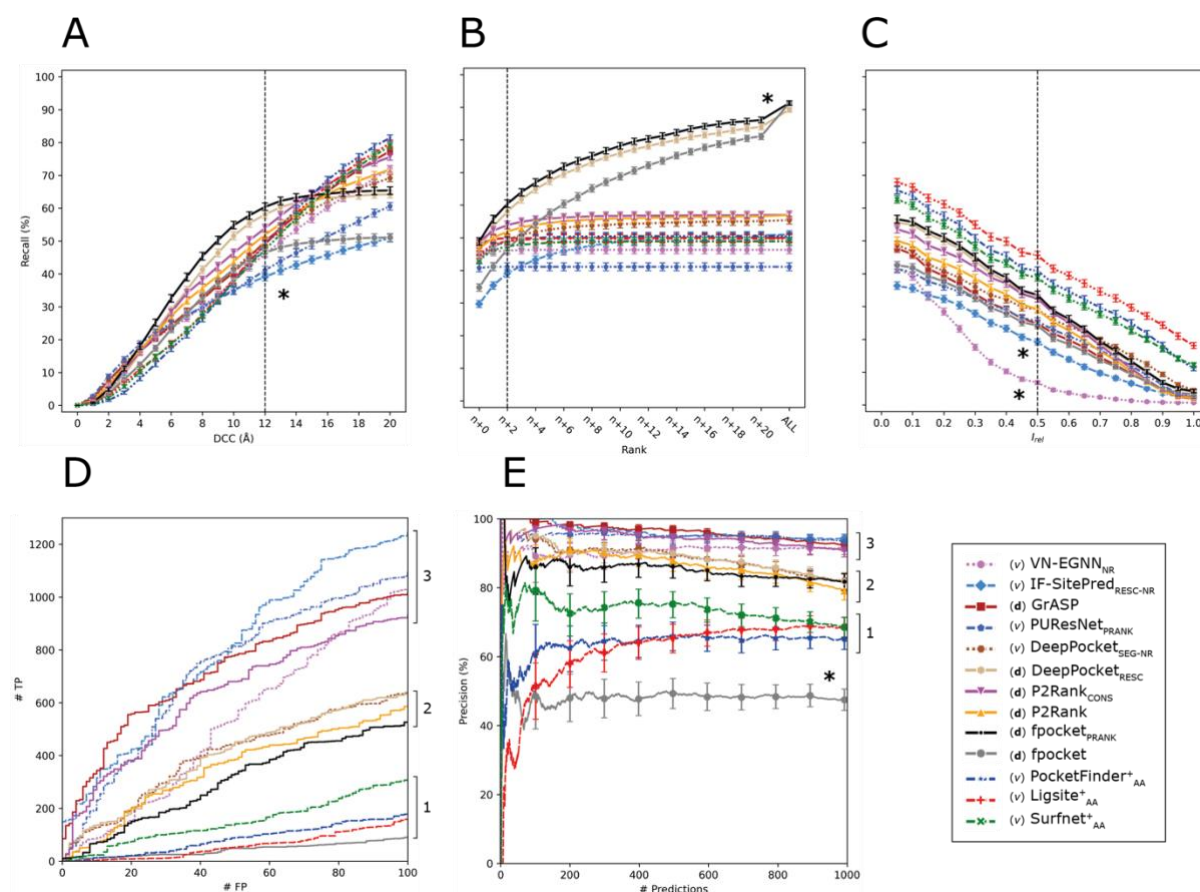 A
B
C
100
90
80
70
60
50
40
30
20
10
0
Recall (%)
0 2 4 6 8 10 12 14 16 18 20
DCC (Å)
*
n+0 n+2 n+4 n+6 n+8 n+10 n+12 n+14 n+16 n+18 n+20 ALL
Rank
*
0.0 0.1 0.2 0.3 0.4 0.5 0.6 0.7 0.8 0.9 1.0
I_rel
*
*
D
E
1200
1000
800
600
400
200
0
# TP
0 20 40 60 80 100
# FP
3
2
1
100
80
60
40
20
0
Precision (%)
0 200 400 600 800 1000
# Predictions
3
2
1
*
(v) VN-EGNN_NR
(v) IF-SitePred_RESC-NR
(d) GrASP
(v) PUResNet_PRANK
(v) DeepPocket_SEG-NR
(d) DeepPocket_RESC
(d) P2Rank_CONS
(d) P2Rank
(d) fpocket_PRANK
(d) fpocket
(v) PocketFinder⁺_AA
(v) Ligsite⁺_AA
(v) Surfnet⁺_AA